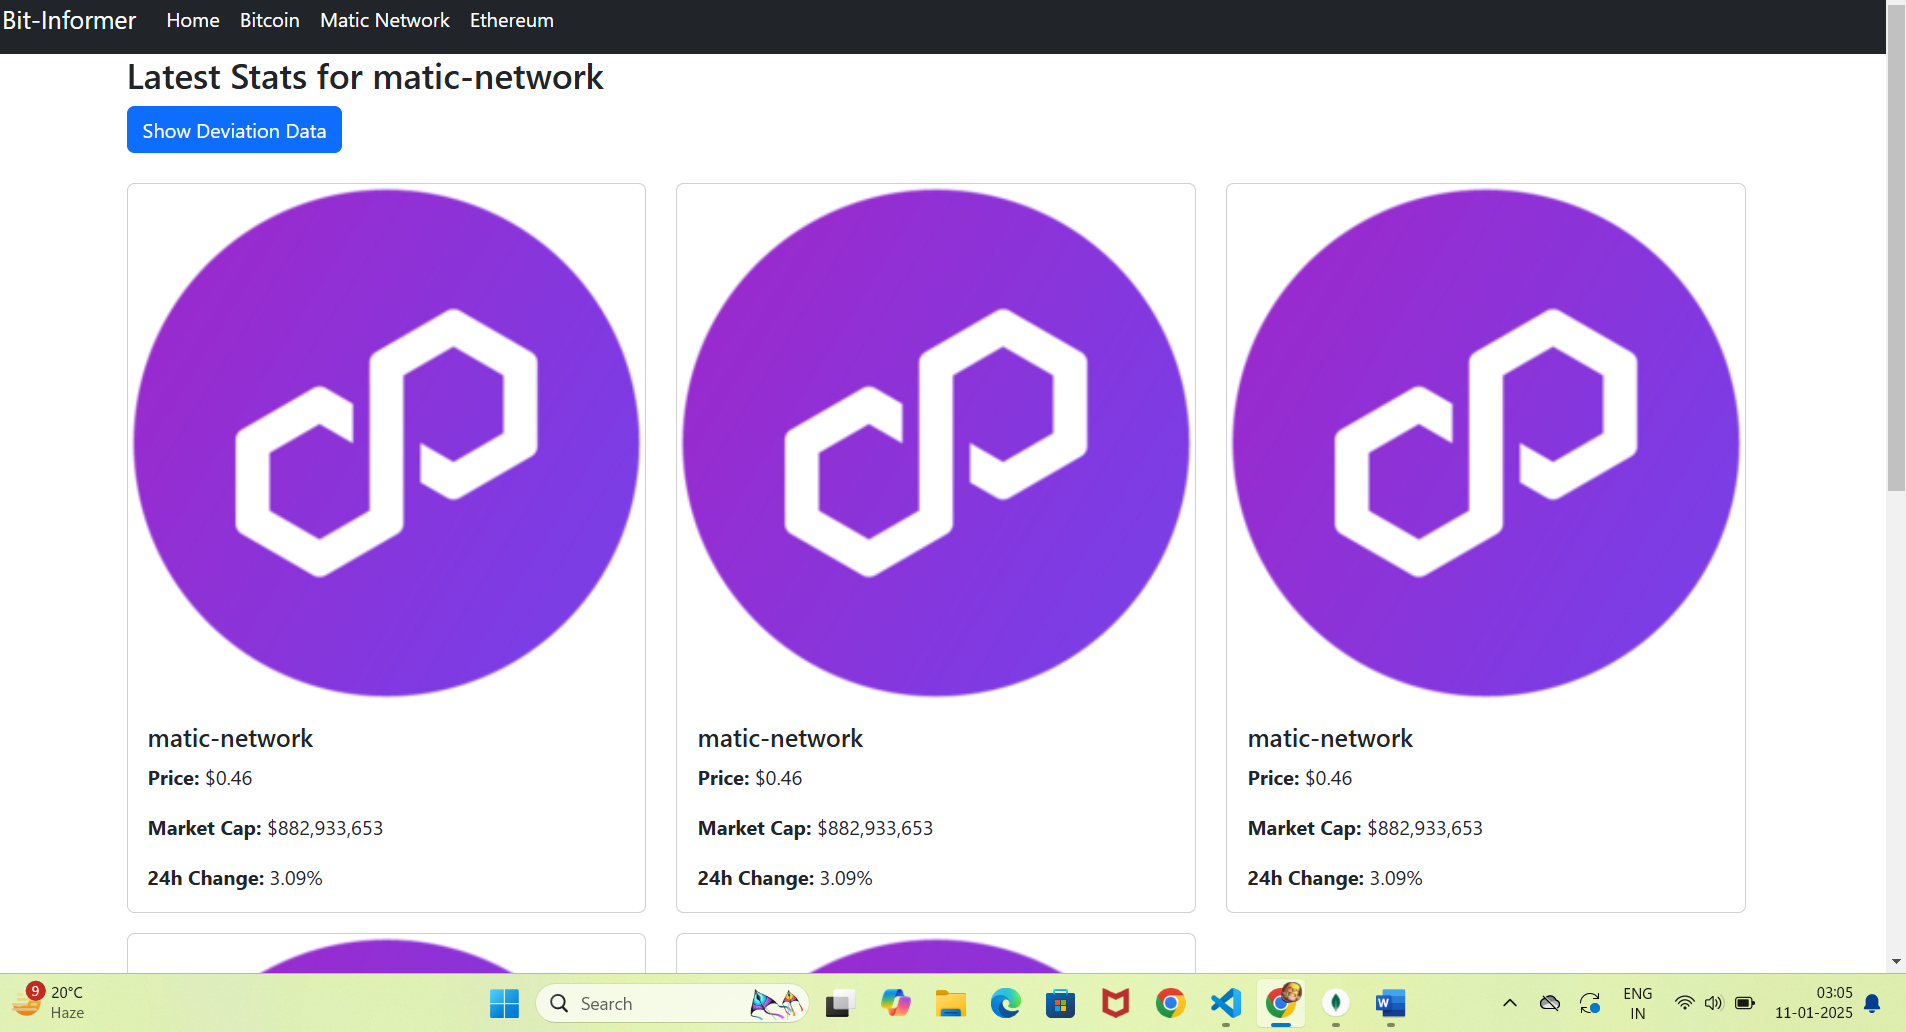 Bit-Informer Home Bitcoin Matic Network Ethereum
Latest Stats for matic-network
Show Deviation Data
matic-network
Price: $0.46
Market Cap: $882,933,653
24h Change: 3.09%
matic-network
Price: $0.46
Market Cap: $882,933,653
24h Change: 3.09%
matic-network
Price: $0.46
Market Cap: $882,933,653
24h Change: 3.09%
9
20°C
Haze
Search
W
ENG
IN
03:05
11-01-2025